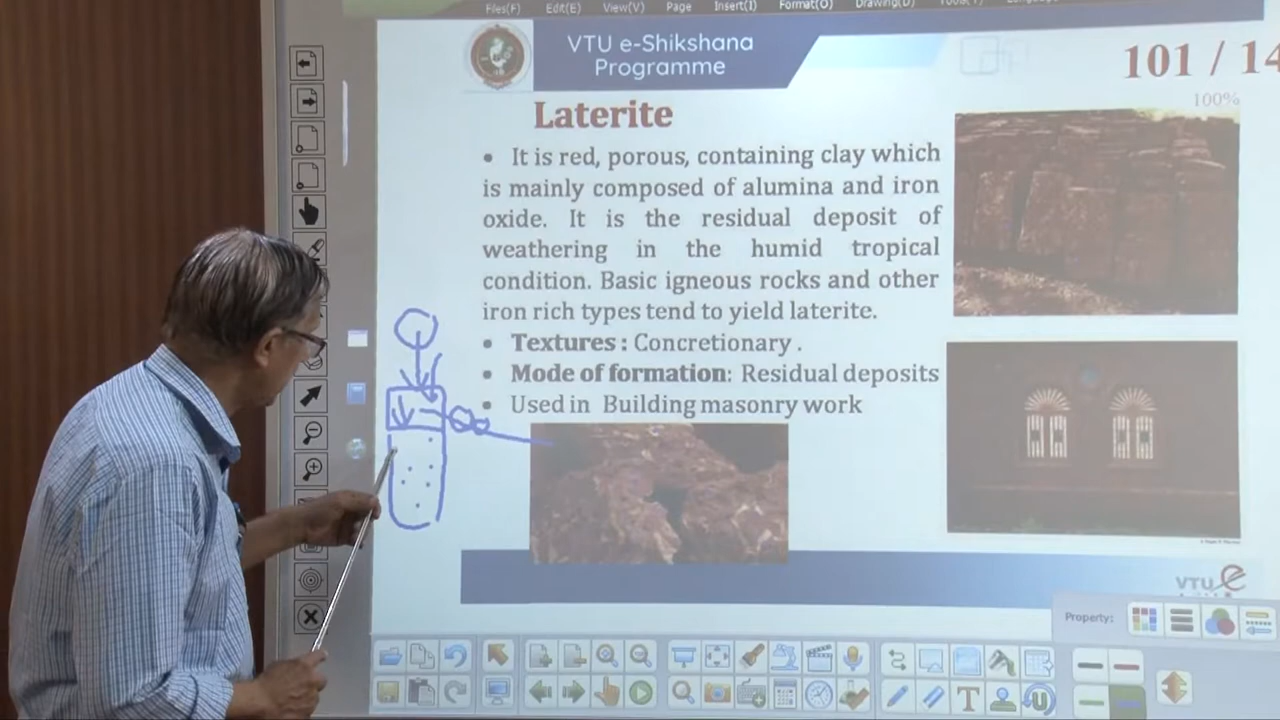 Files(F) Edit(E) View(V) Page Insert(I) Format(O) Drawing(D)
VTU e-Shikshana
Programme
101 / 14
100%
Laterite
• It is red, porous, containing clay which
is mainly composed of alumina and iron
oxide. It is the residual deposit of
weathering in the humid tropical
condition. Basic igneous rocks and other
iron rich types tend to yield laterite.
• Textures : Concretionary .
• Mode of formation: Residual deposits
• Used in Building masonry work
VTU e
Property:
T